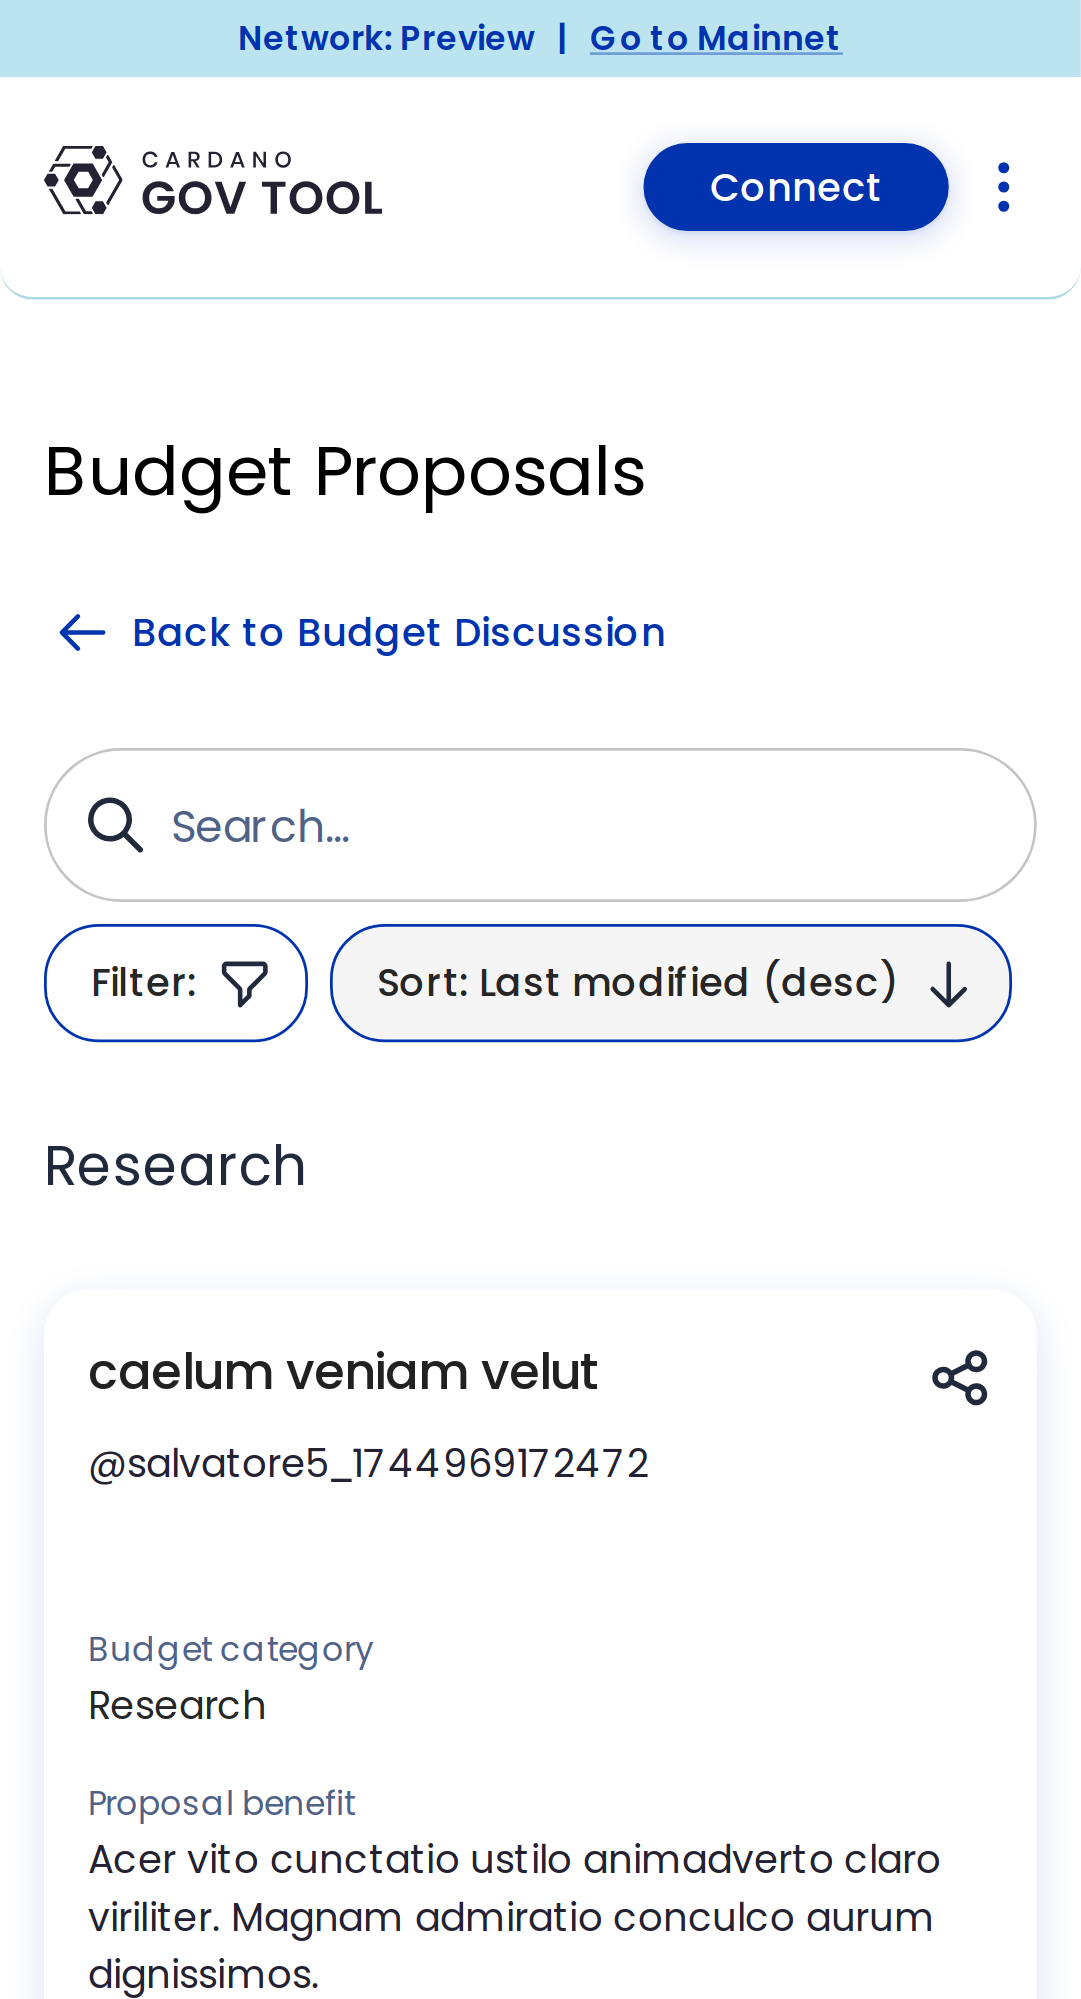 Network: Preview | Go to Mainnet
CARDANO
GOV TOOL
Connect
Budget Proposals
Back to Budget Discussion
Search...
Filter:
Sort: Last modified (desc)
Research
caelum veniam velut
@salvatore5_1744969172472
Budget category
Research
Proposal benefit
Acer vito cunctatio ustilo animadverto claro
viriliter. Magnam admiratio conculco aurum
dignissimos.